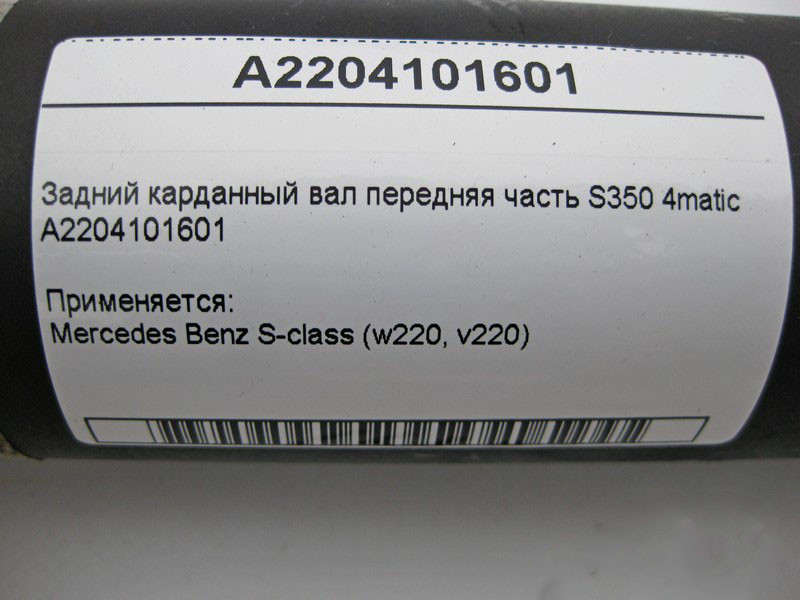 A2204101601
Задний карданный вал передняя часть S350 4matic
A2204101601
Применяется:
Mercedes Benz S-class (w220, v220)